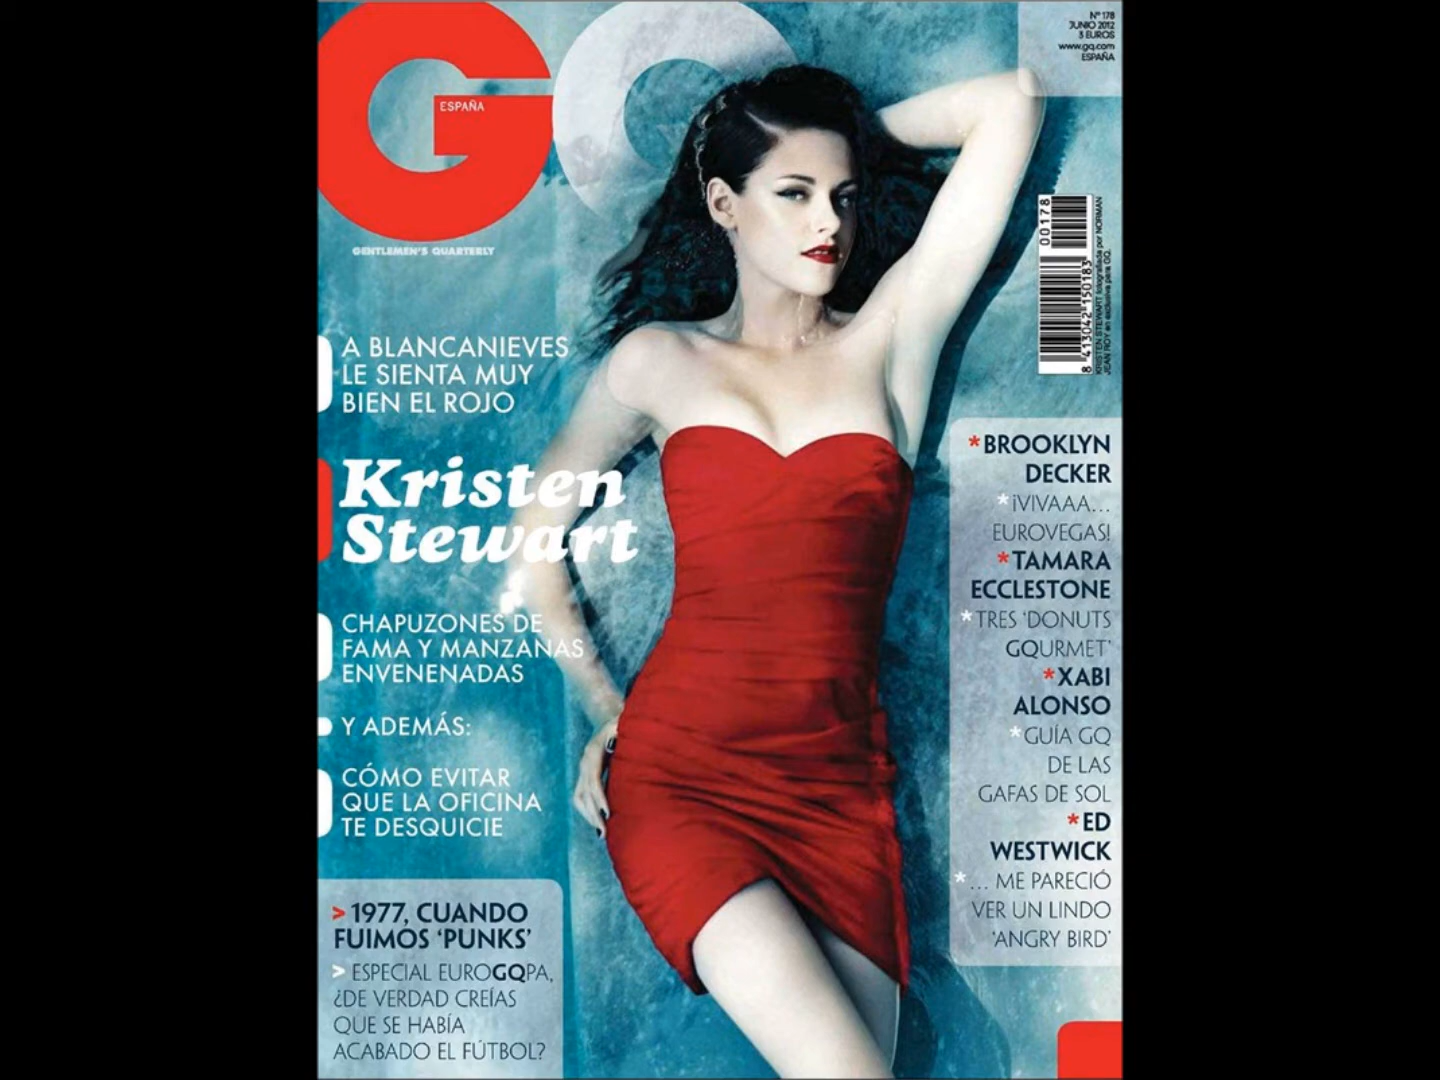 GQ
ESPAÑA
GENTLEMEN'S QUARTERLY
Nº 178
JUNIO 2012
3 EUROS
www.gq.com
ESPAÑA
00178
8 413042 150183
KRISTEN STEWART fotografiada por NORMAN
JEAN ROY en exclusiva para GQ.
A BLANCANIEVES
LE SIENTA MUY
BIEN EL ROJO
Kristen
Stewart
CHAPUZONES DE
FAMA Y MANZANAS
ENVENENADAS
Y ADEMÁS:
CÓMO EVITAR
QUE LA OFICINA
TE DESQUICIE
> 1977, CUANDO
FUIMOS ‘PUNKS’
> ESPECIAL EUROGQPA,
¿DE VERDAD CREÍAS
QUE SE HABÍA
ACABADO EL FÚTBOL?
*BROOKLYN
DECKER
*¡VIVAAA...
EUROVEGAS!
*TAMARA
ECCLESTONE
*TRES ‘DONUTS
GQURMET’
*XABI
ALONSO
*GUÍA GQ
DE LAS
GAFAS DE SOL
*ED
WESTWICK
*... ME PARECIÓ
VER UN LINDO
‘ANGRY BIRD’